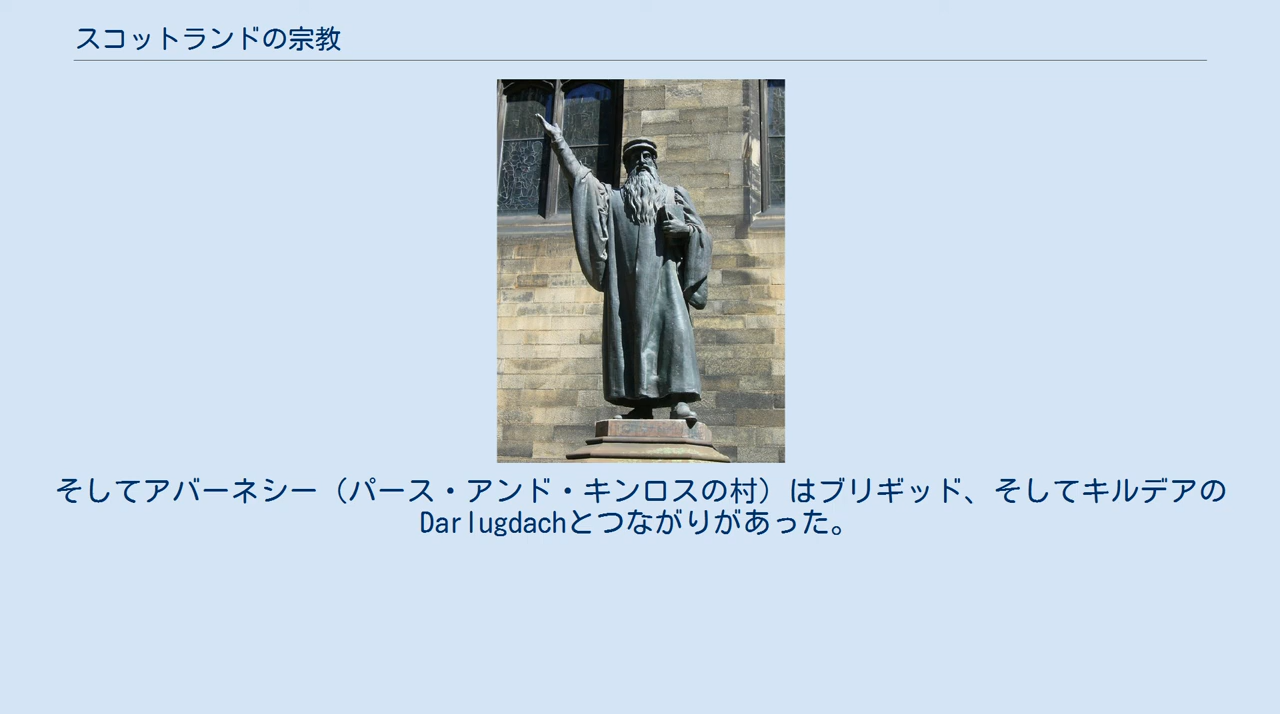 スコットランドの宗教
そしてアバーネシー（パース・アンド・キンロスの村）はブリギッド、そしてキルデアの
Darlugdachとつながりがあった。